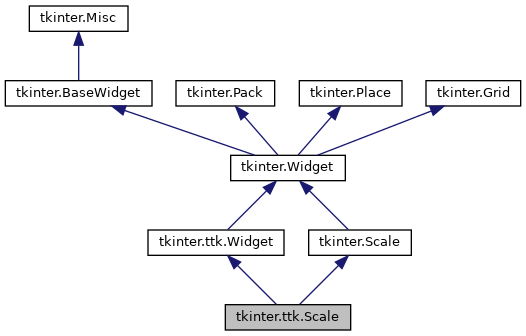 tkinter.Misc
tkinter.BaseWidget
tkinter.Pack
tkinter.Place
tkinter.Grid
tkinter.Widget
tkinter.ttk.Widget
tkinter.Scale
tkinter.ttk.Scale